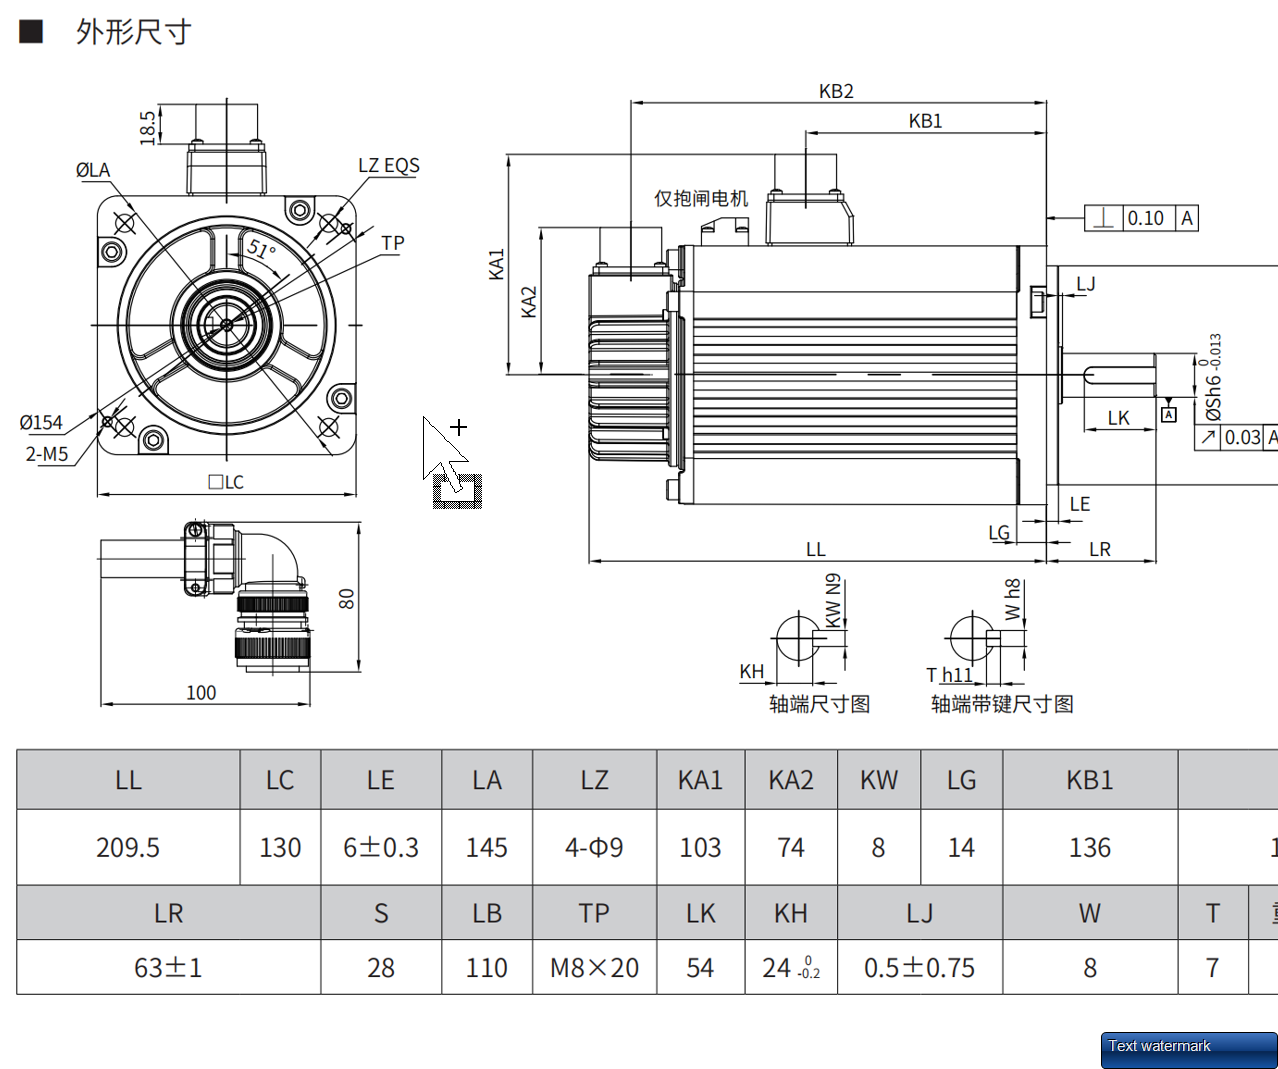 ■ 外形尺寸
KB2
KB1
18.5
ØLA
LZ EQS
仅抱闸电机
⊥ 0.10 A
51°
TP
KA1
KA2
LJ
ØSh6 0 -0.013
A
LK
0.03 A
Ø154
2-M5
□LC
LE
LG
LL
LR
80
100
KW N9
W h8
KH
T h11
轴端尺寸图
轴端带键尺寸图
LL LC LE LA LZ KA1 KA2 KW LG KB1
209.5 130 6±0.3 145 4-Φ9 103 74 8 14 136
LR S LB TP LK KH LJ W T
63±1 28 110 M8×20 54 24 0 -0.2 0.5±0.75 8 7
Text watermark